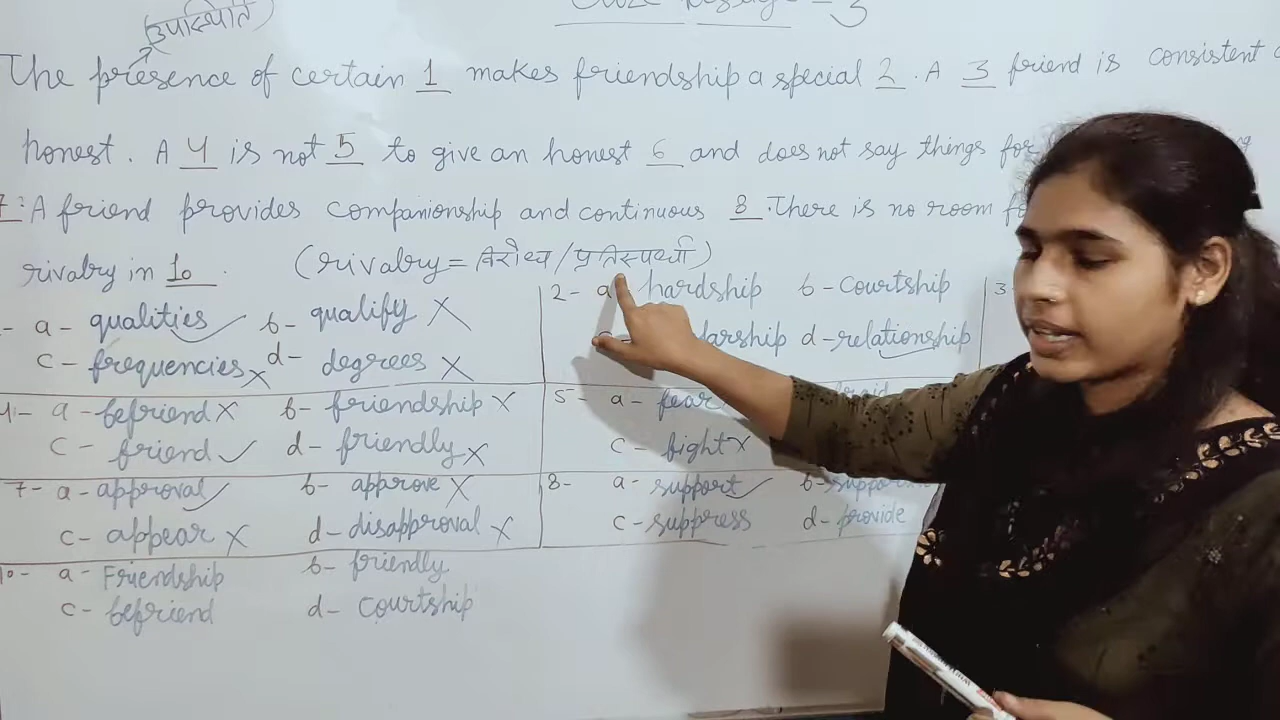 (उपस्थिति)
The presence of certain 1 makes friendship a special 2. A 3 friend is consistent
honest. A 4 is not 5 to give an honest 6 and does not say things for
7. A friend provides companionship and continuous 8. There is no room
rivalry in 10. (rivalry = विरोध / प्रतिस्पर्धा)
a- qualities ✓ b- qualify X
c- frequencies X d- degrees X
2- a hardship b- courtship
d- relationship ✓
3
4- a- befriend X b- friendship X
c- friend ✓ d- friendly X
5- a- fear
c- fight X
7- a- approval ✓ b- approve X
c- appear X d- disapproval X
8- a- support ✓
c- suppress d- provide
10- a- Friendship b- friendly
c- befriend d- Courtship